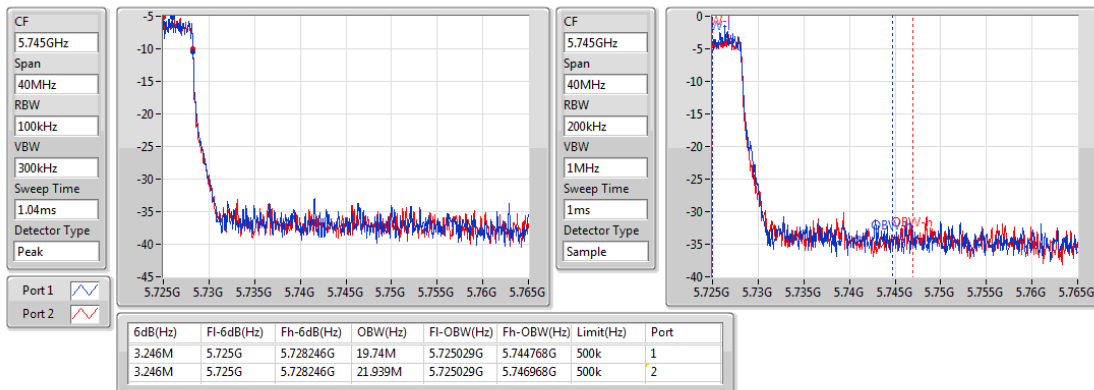 CF
5.745GHz
Span
40MHz
RBW
100kHz
VBW
300kHz
Sweep Time
1.04ms
Detector Type
Peak
Port 1
Port 2
-5
-10
-15
-20
-25
-30
-35
-40
-45
5.725G 5.73G 5.735G 5.74G 5.745G 5.75G 5.755G 5.76G 5.765G
CF
5.745GHz
Span
40MHz
RBW
200kHz
VBW
1MHz
Sweep Time
1ms
Detector Type
Sample
0
-5
-10
-15
-20
-25
-30
-35
-40
OBW-h
5.725G 5.73G 5.735G 5.74G 5.745G 5.75G 5.755G 5.76G 5.765G
6dB(Hz) Fl-6dB(Hz) Fh-6dB(Hz) OBW(Hz) Fl-OBW(Hz) Fh-OBW(Hz) Limit(Hz) Port
3.246M 5.725G 5.728246G 19.74M 5.725029G 5.744768G 500k 1
3.246M 5.725G 5.728246G 21.939M 5.725029G 5.746968G 500k 2